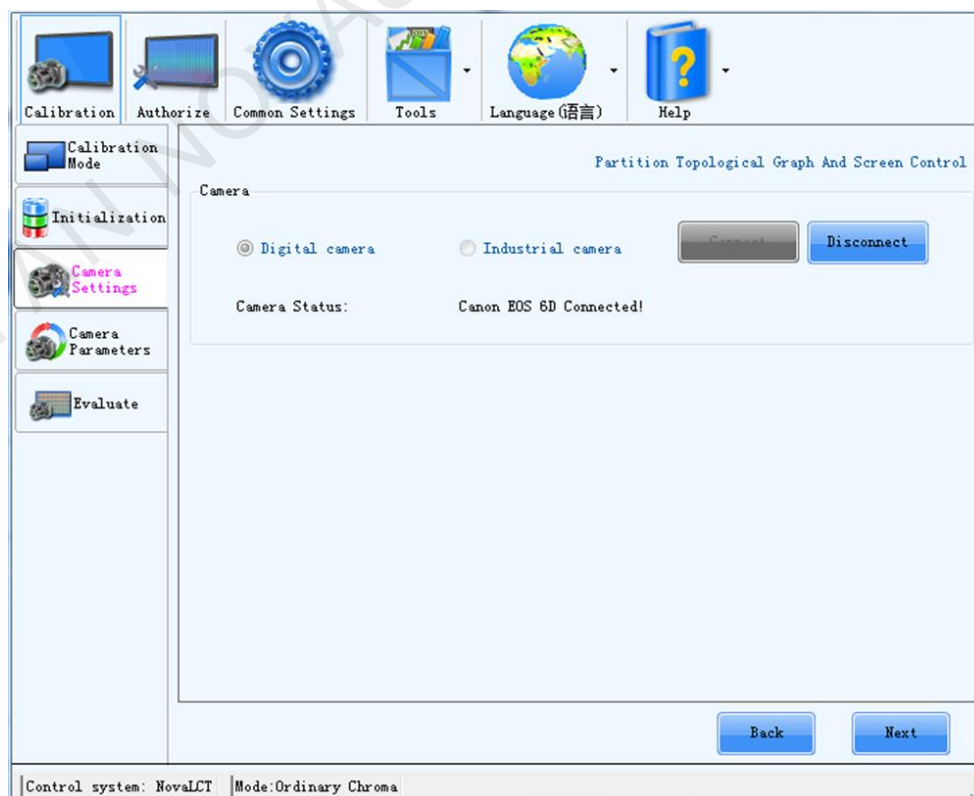 Calibration Authorize Common Settings Tools Language(语言) Help
Calibration
Mode
Initialization
Camera
Settings
Camera
Parameters
Evaluate
Partition Topological Graph And Screen Control
Camera
Digital camera Industrial camera Connect Disconnect
Camera Status: Canon EOS 6D Connected!
Back Next
Control system: NovaLCT Mode:Ordinary Chroma